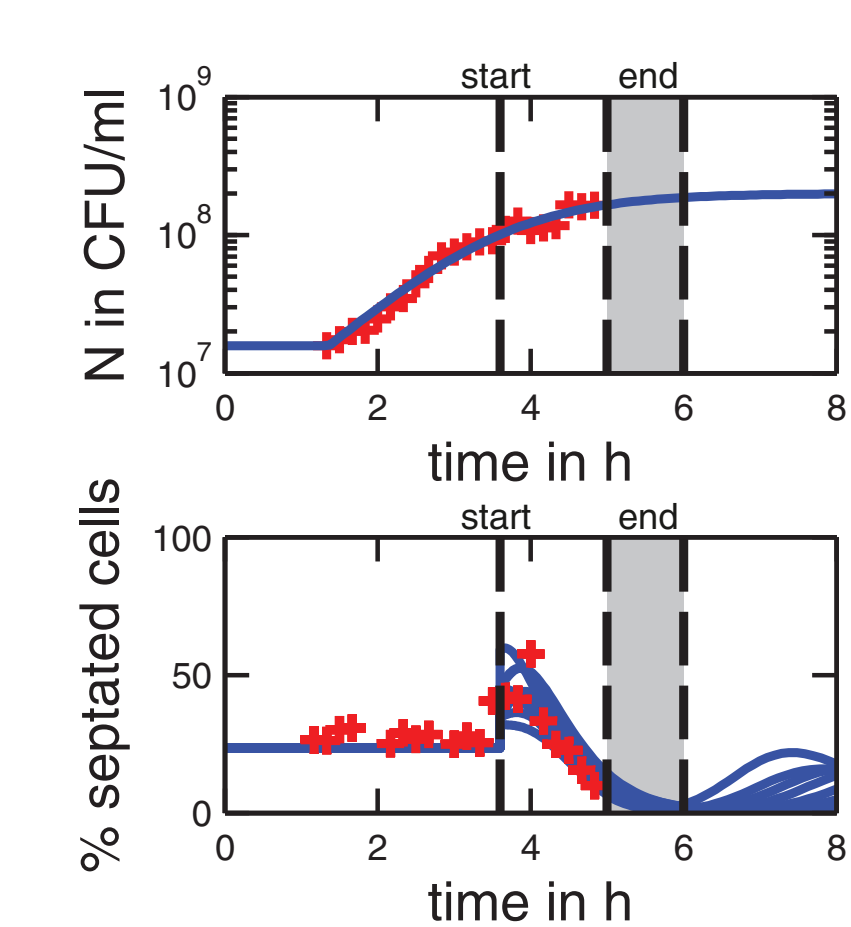 start end
10^9
10^8
10^7
N in CFU/ml
0 2 4 6 8
time in h
start end
100
50
0
% septated cells
0 2 4 6 8
time in h